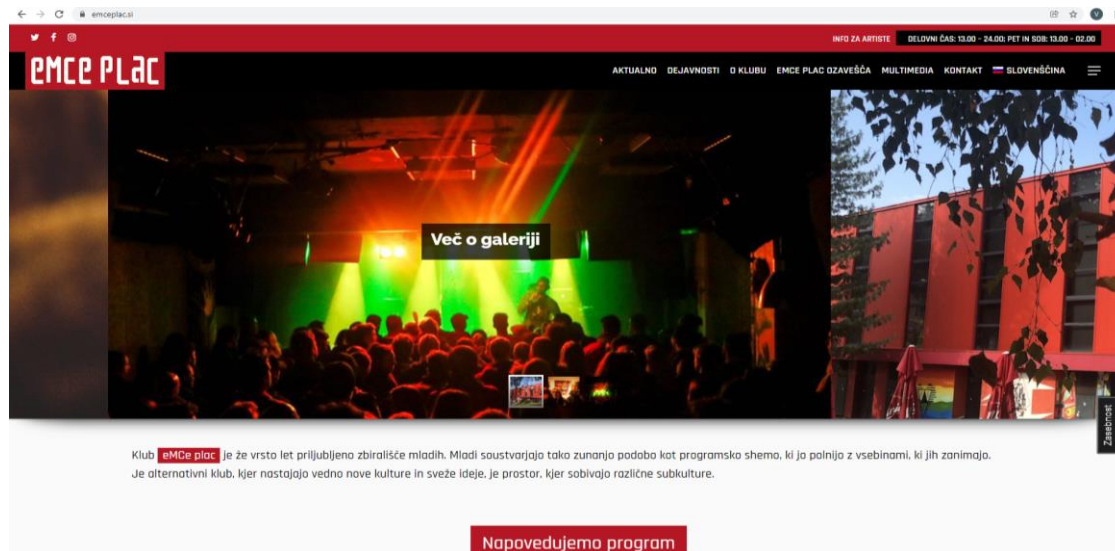 emceplac.si
V
INFO ZA ARTISTE
DELOVNI ČAS: 13.00 - 24.00; PET IN SOB: 13.00 - 02.00
eMCe PLaC
AKTUALNO DEJAVNOSTI O KLUBU EMCE PLAC OZAVEŠČA MULTIMEDIA KONTAKT SLOVENŠČINA
Več o galeriji
Zasebnost
Klub eMCe plac je že vrsto let priljubljeno zbirališče mladih. Mladi soustvarjajo tako zunanjo podobo kot programsko shemo, ki jo polnijo z vsebinami, ki jih zanimajo.
Je alternativni klub, kjer nastajajo vedno nove kulture in sveže ideje, je prostor, kjer sobivajo različne subkulture.
Napovedujemo program